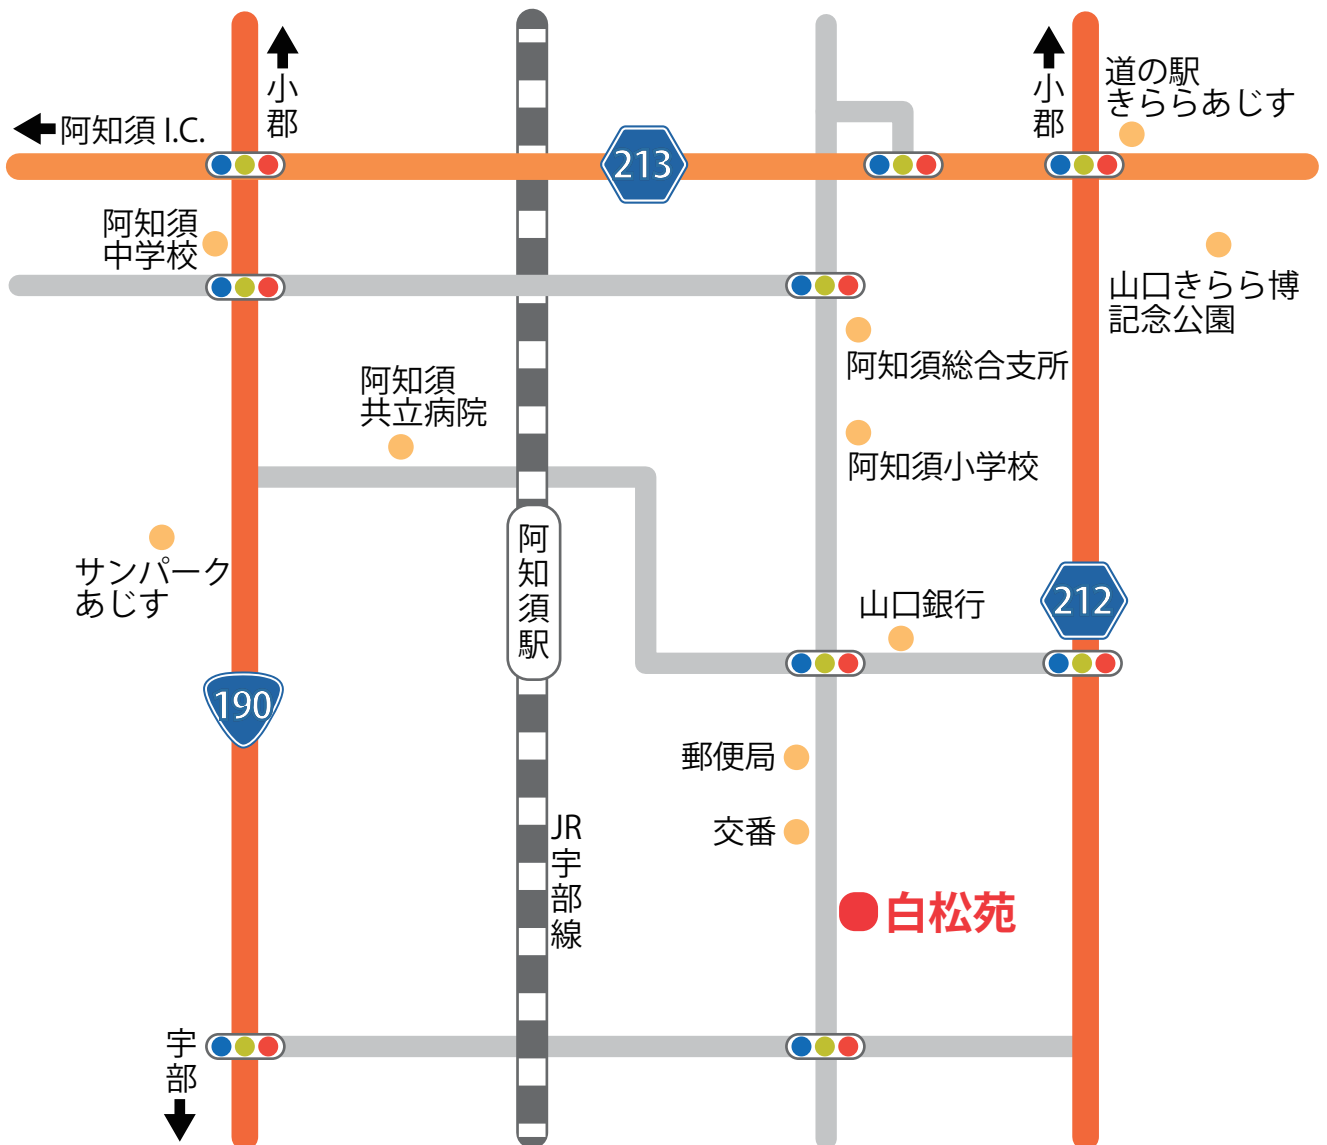 小郡
小郡
道の駅
きららあじす
阿知須 I.C.
213
阿知須
中学校
山口きらら博
記念公園
阿知須総合支所
阿知須
共立病院
阿知須小学校
阿知須駅
サンパーク
あじす
212
山口銀行
190
郵便局
交番
JR宇部線
白松苑
宇部